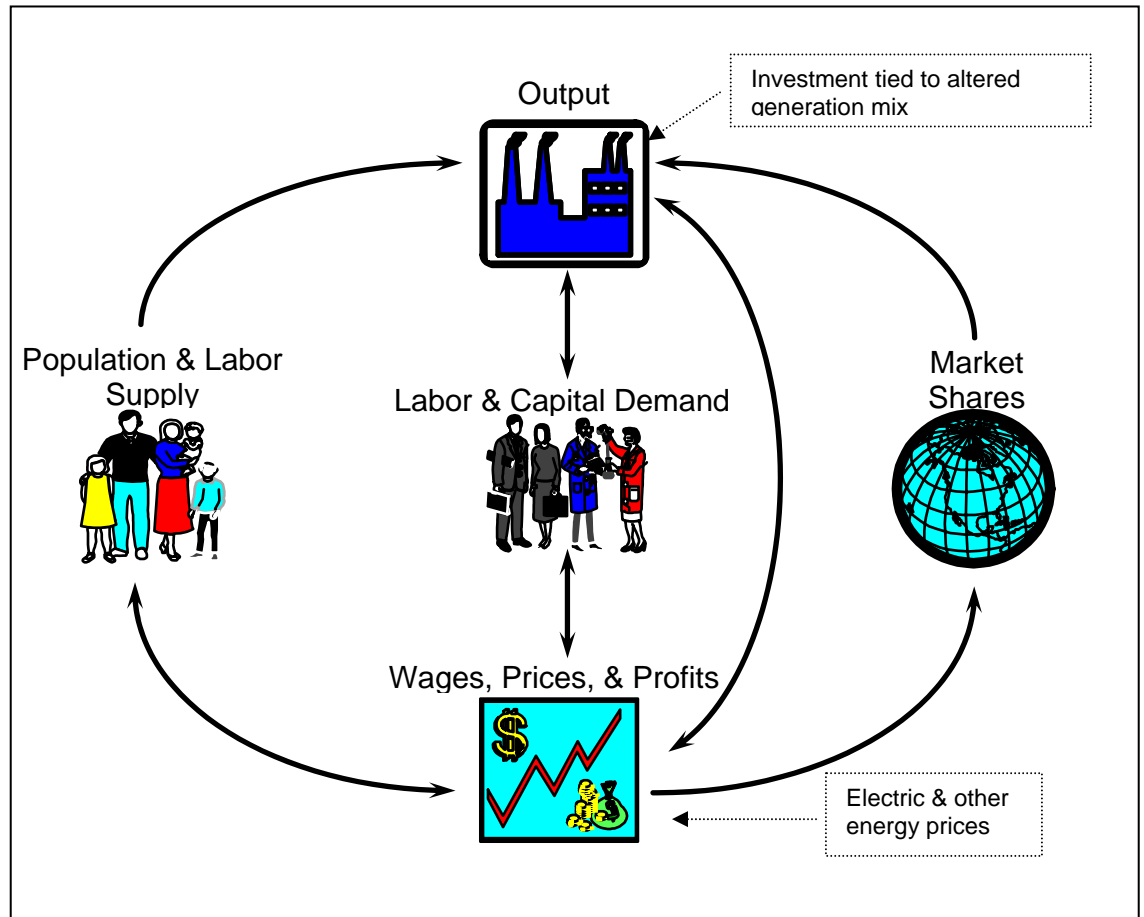 Investment tied to altered
generation mix
Output
Population & Labor
Supply
Labor & Capital Demand
Market
Shares
Wages, Prices, & Profits
$
$
Electric & other
energy prices